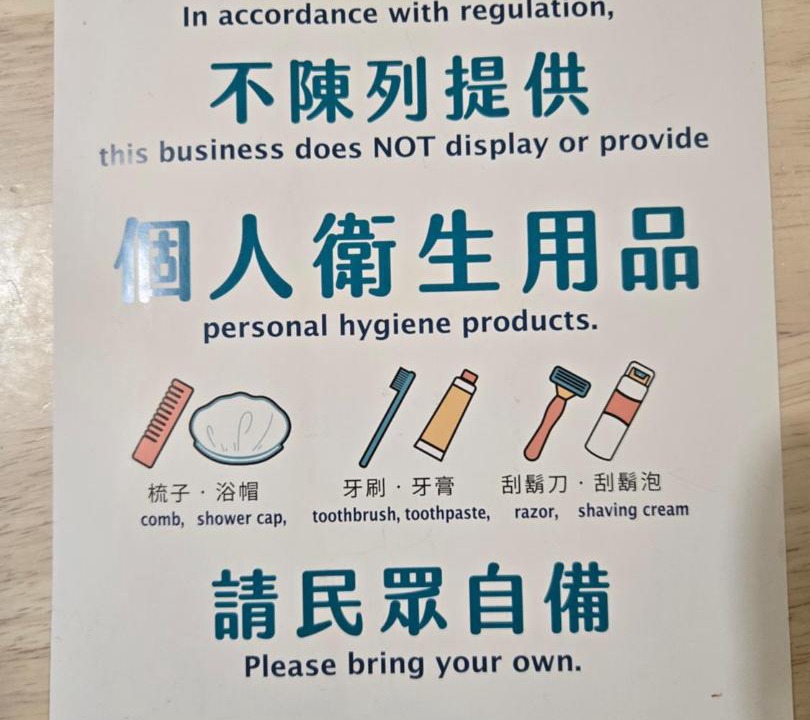 In accordance with regulation,
不陳列提供
this business does NOT display or provide
個人衛生用品
personal hygiene products.
梳子・浴帽 牙刷・牙膏 刮鬍刀・刮鬍泡
comb, shower cap, toothbrush, toothpaste, razor, shaving cream
請民眾自備
Please bring your own.